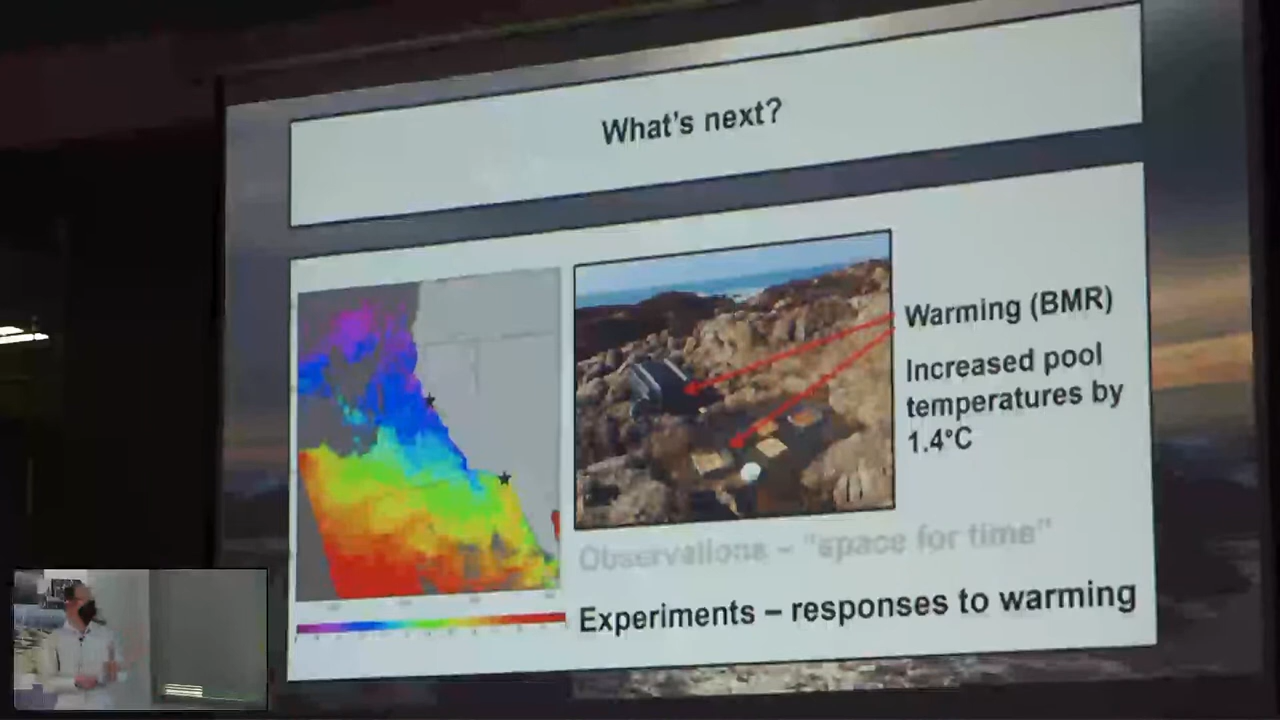 What's next?
Warming (BMR)
Increased pool
temperatures by
1.4°C
Observations – "space for time"
Experiments – responses to warming